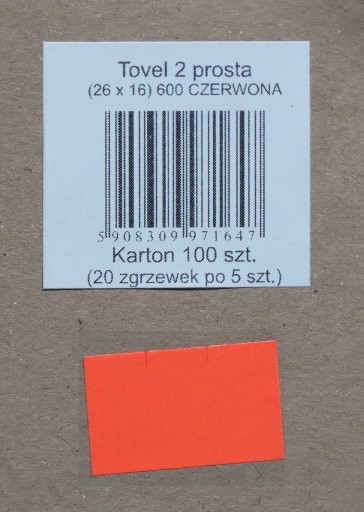 Tovel 2 prosta
(26 x 16) 600 CZERWONA
5 908309 971647
Karton 100 szt.
(20 zgrzewek po 5 szt.)